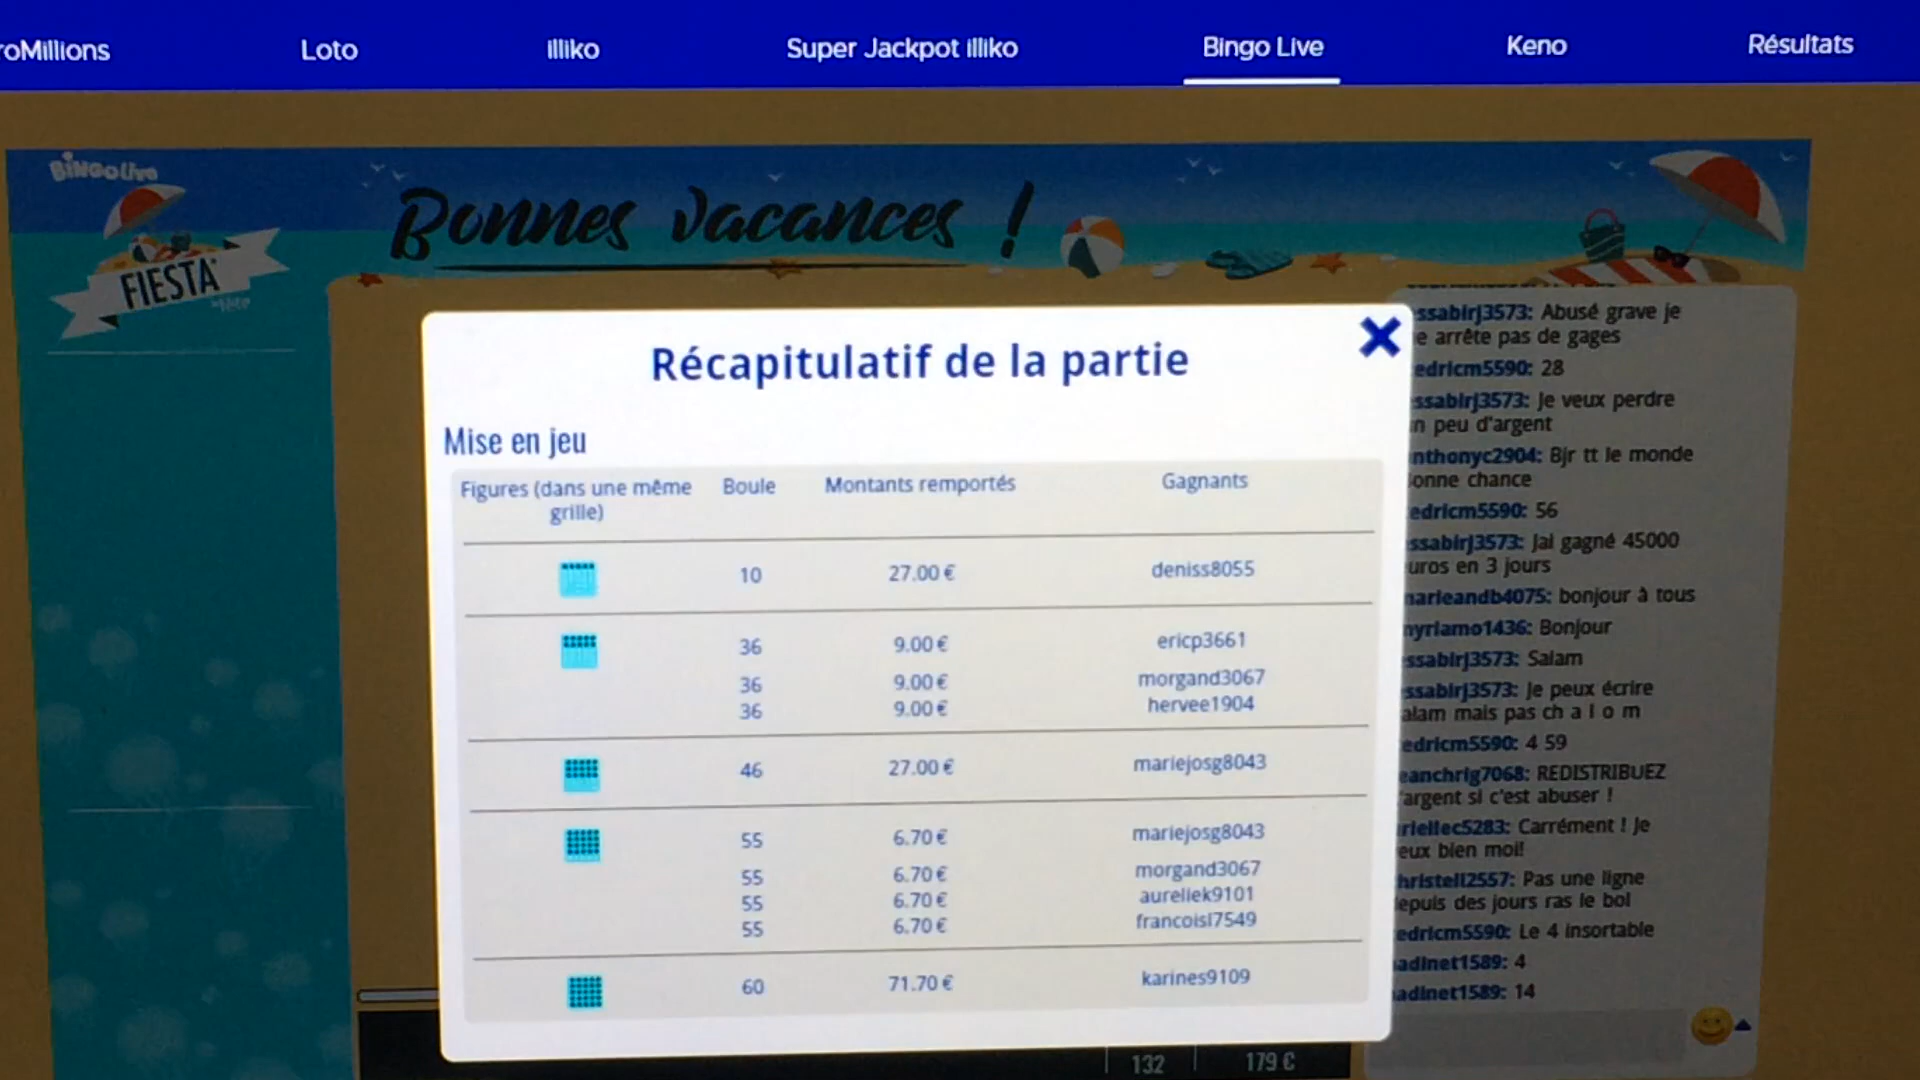 roMillions Loto illiko Super Jackpot illiko Bingo Live Keno Résultats
BiNGOlive
FIESTA
Bonnes vacances !
Récapitulatif de la partie
Mise en jeu
Figures (dans une même grille) Boule Montants remportés Gagnants
10 27.00 € deniss8055
36 9.00 € ericp3661
36 9.00 € morgand3067
36 9.00 € hervee1904
46 27.00 € mariejosg8043
55 6.70 € mariejosg8043
55 6.70 € morgand3067
55 6.70 € aureliek9101
55 6.70 € francoisl7549
60 71.70 € karines9109
132 179 €
ssabirj3573: Abusé grave je
e arrête pas de gages
edricm5590: 28
ssabirj3573: Je veux perdre
n peu d'argent
nthonyc2904: Bjr tt le monde
onne chance
edricm5590: 56
ssabirj3573: Jai gagné 45000
uros en 3 jours
marieandb4075: bonjour à tous
nyriamo1436: Bonjour
ssabirj3573: Salam
ssabirj3573: Je peux écrire
alam mais pas ch a l o m
edricm5590: 4 59
eanchrig7068: REDISTRIBUEZ
'argent si c'est abuser !
riellec5283: Carrément ! Je
eux bien moi!
hristell2557: Pas une ligne
epuis des jours ras le bol
edricm5590: Le 4 insortable
adinet1589: 4
adinet1589: 14